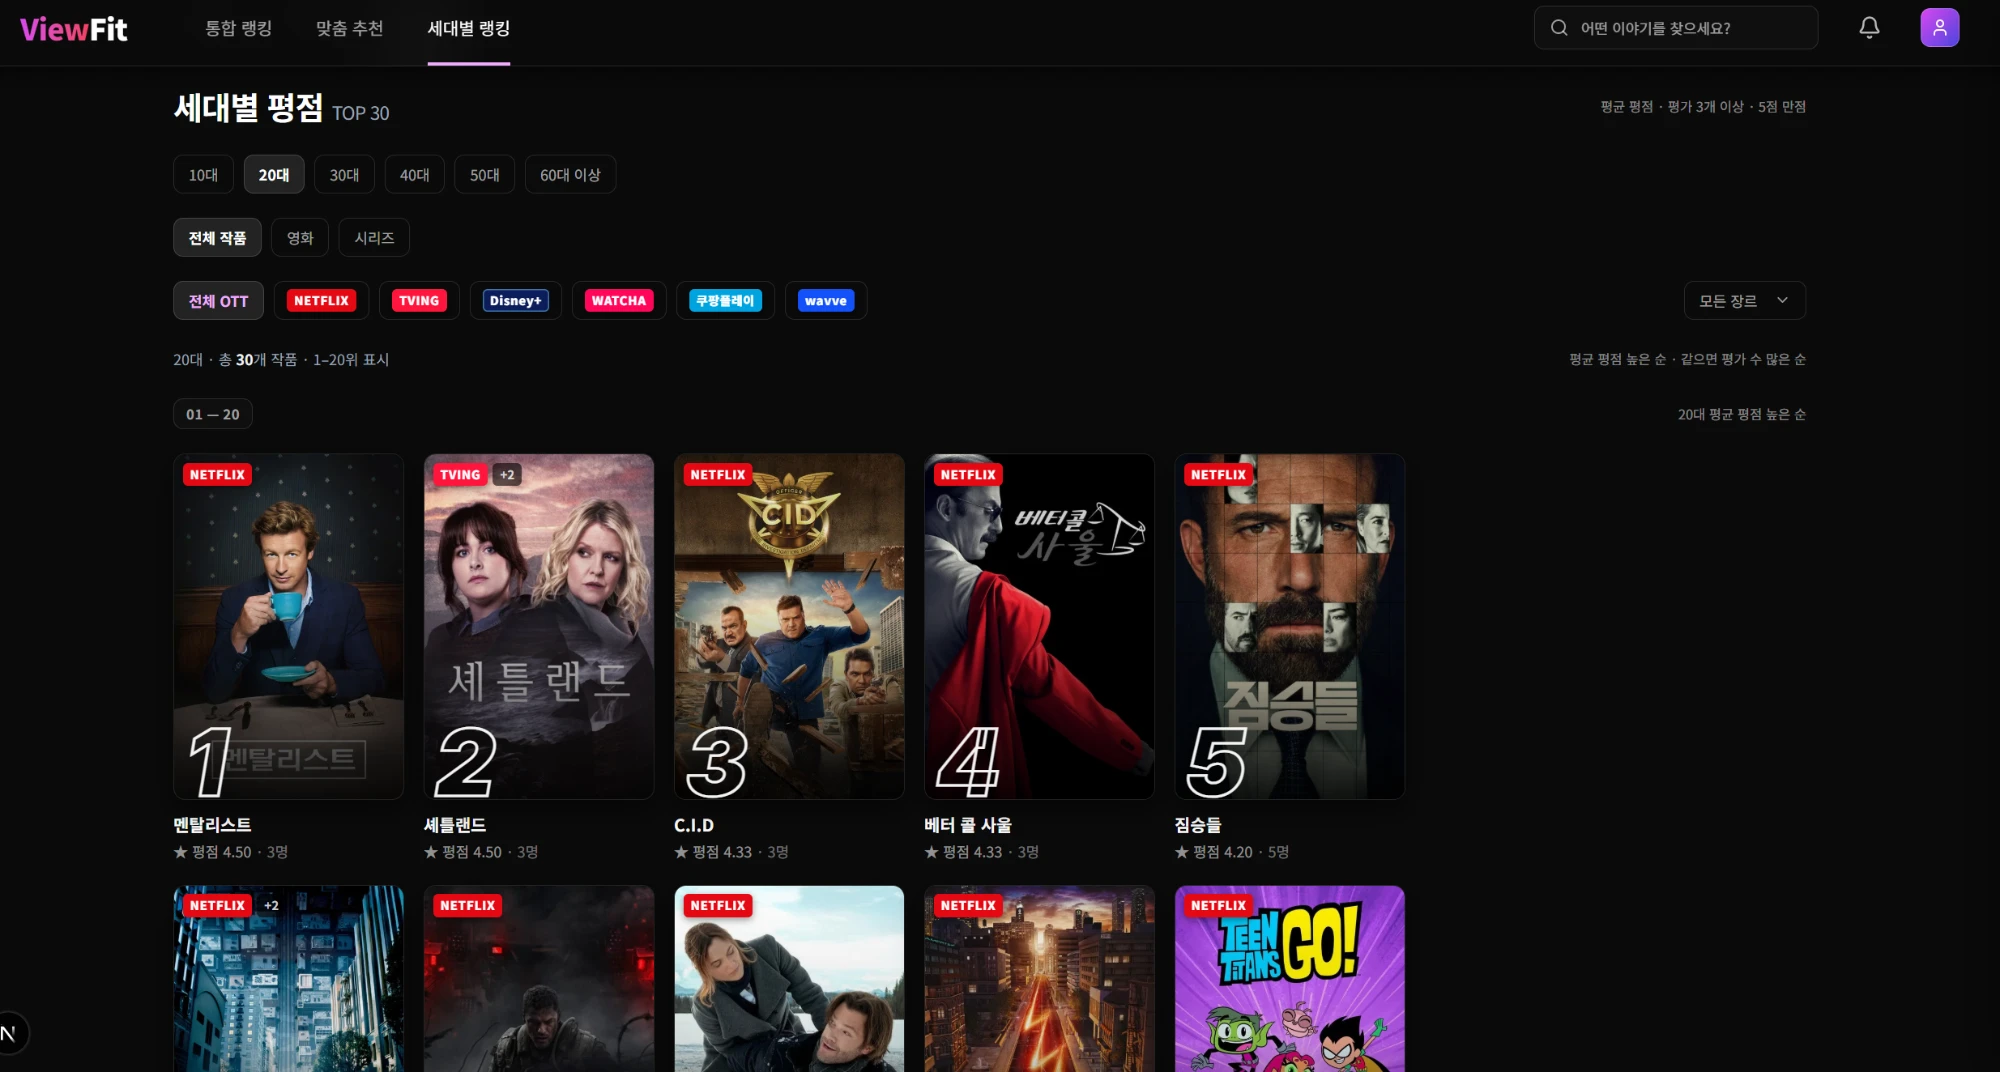 ViewFit
통합 랭킹
맞춤 추천
세대별 랭킹
어떤 이야기를 찾으세요?
세대별 평점 TOP 30
평균 평점 · 평가 3개 이상 · 5점 만점
10대
20대
30대
40대
50대
60대 이상
전체 작품
영화
시리즈
전체 OTT
NETFLIX
TVING
Disney+
WATCHA
쿠팡플레이
wavve
모든 장르
20대 · 총 30개 작품 · 1–20위 표시
평균 평점 높은 순 · 같으면 평가 수 많은 순
01 — 20
20대 평균 평점 높은 순
NETFLIX
멘탈리스트
1
TVING +2
셰틀랜드
2
NETFLIX
CID
3
NETFLIX
베터 콜
사울
4
NETFLIX
짐승들
5
멘탈리스트
★ 평점 4.50 · 3명
셰틀랜드
★ 평점 4.50 · 3명
C.I.D
★ 평점 4.33 · 3명
베터 콜 사울
★ 평점 4.33 · 3명
짐승들
★ 평점 4.20 · 5명
NETFLIX +2
NETFLIX
NETFLIX
NETFLIX
NETFLIX
TEEN
TITANS
GO!
N